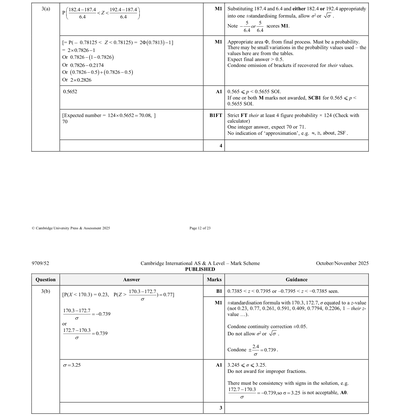 3(a)
P(182.4−187.4/6.4 < Z < 192.4−187.4/6.4)
M1
Substituting 187.4 and 6.4 and either 182.4 or 192.4 appropriately
into one ±standardising formula, allow σ² or √σ .
Note 5/6.4 or 5/6.4 scores M1.
[= P( – 0.78125 < Z < 0.78125) = 2Φ(0.7813)−1]
= 2×0.7826−1
Or 0.7826−(1−0.7826)
Or 0.7826−0.2174
Or (0.7826−0.5)+(0.7826−0.5)
Or 2×0.2826
M1
Appropriate area Φ, from final process. Must be a probability.
There may be small variations in the probability values used – the
values here are from the tables.
Expect final answer > 0.5.
Condone omission of brackets if recovered for their values.
0.5652
A1
0.565 ⩽ p < 0.5655 SOI.
If one or both M marks not awarded, SCB1 for 0.565 ⩽ p <
0.5655 SOI.
[Expected number = 124×0.5652 = 70.08, ]
70
B1FT
Strict FT their at least 4 figure probability × 124 (Check with
calculator)
One integer answer, expect 70 or 71.
No indication of 'approximation', e.g. ≈, is, about, 2SF .
4
© Cambridge University Press & Assessment 2025
Page 12 of 21
9709/52
Cambridge International AS & A Level – Mark Scheme
PUBLISHED
October/November 2025
Question
Answer
Marks
Guidance
3(b)
[P(X < 170.3) = 0.23, P(Z > 170.3−172.7/σ) = 0.77]
B1
0.7385 < z < 0.7395 or −0.7395 < z < −0.7385 seen.
170.3−172.7/σ = −0.739
or
172.7−170.3/σ = 0.739
M1
±standardisation formula with 170.3, 172.7, σ equated to a z-value
(not 0.23, 0.77, 0.261, 0.591, 0.409, 0.7794, 0.2206, 1 – their z-
value …).
Condone continuity correction ±0.05.
Do not allow σ² or √σ .
Condone ±2.4/σ = 0.739 .
σ = 3.25
A1
3.245 ⩽ σ ⩽ 3.25.
Do not award for improper fractions.
There must be consistency with signs in the solution, e.g.
172.7−170.3/σ = −0.739, so σ = 3.25 is not acceptable, A0.
3